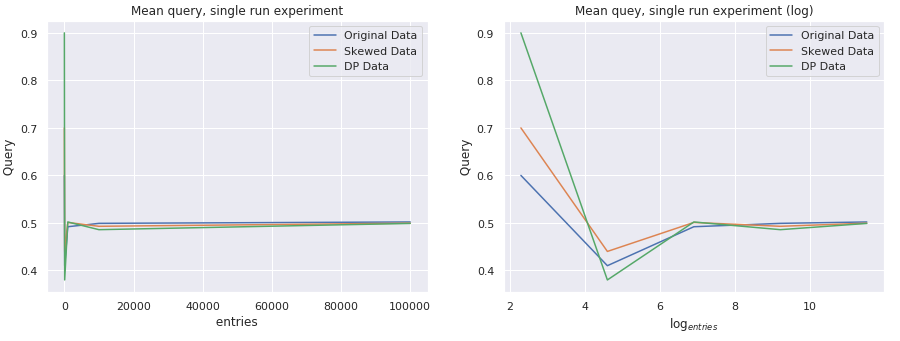 Mean query, single run experiment
Query
0.9
0.8
0.7
0.6
0.5
0.4
0
20000
40000
60000
80000
100000
entries
Original Data
Skewed Data
DP Data
Mean quey, single run experiment (log)
Query
0.9
0.8
0.7
0.6
0.5
0.4
2
4
6
8
10
log_entries
Original Data
Skewed Data
DP Data